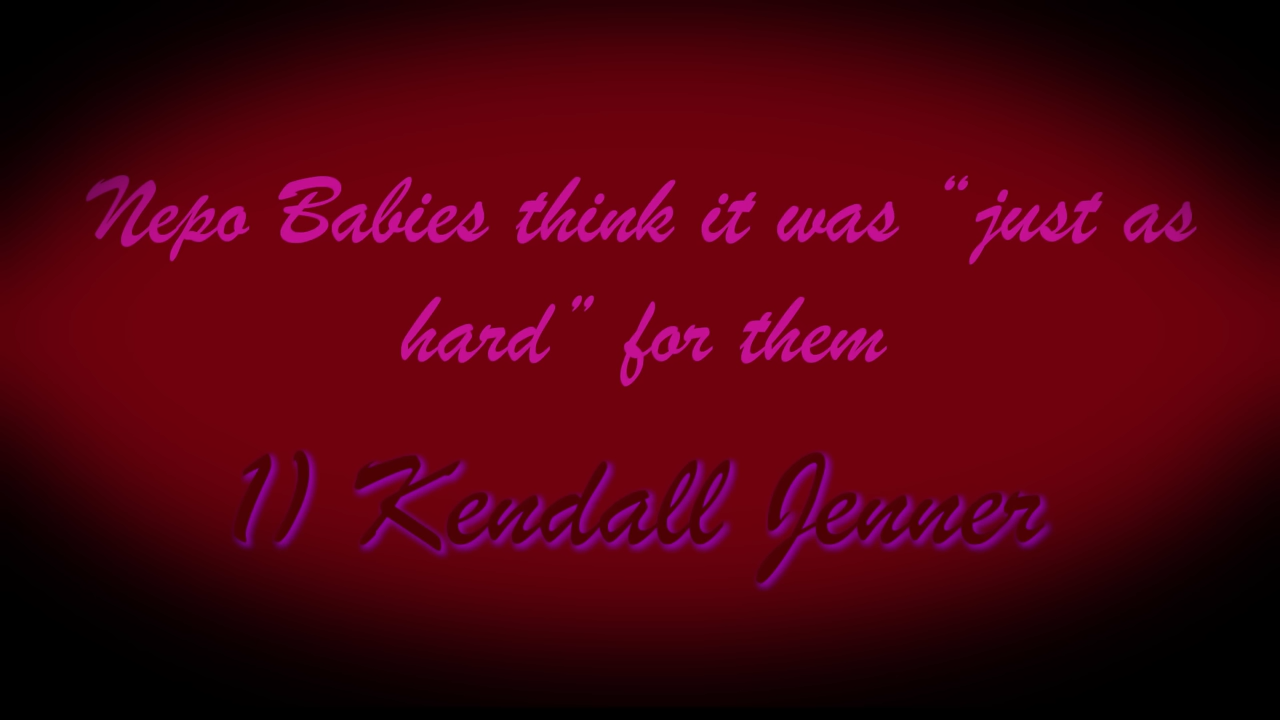 Nepo Babies think it was “just as
hard” for them
1) Kendall Jenner